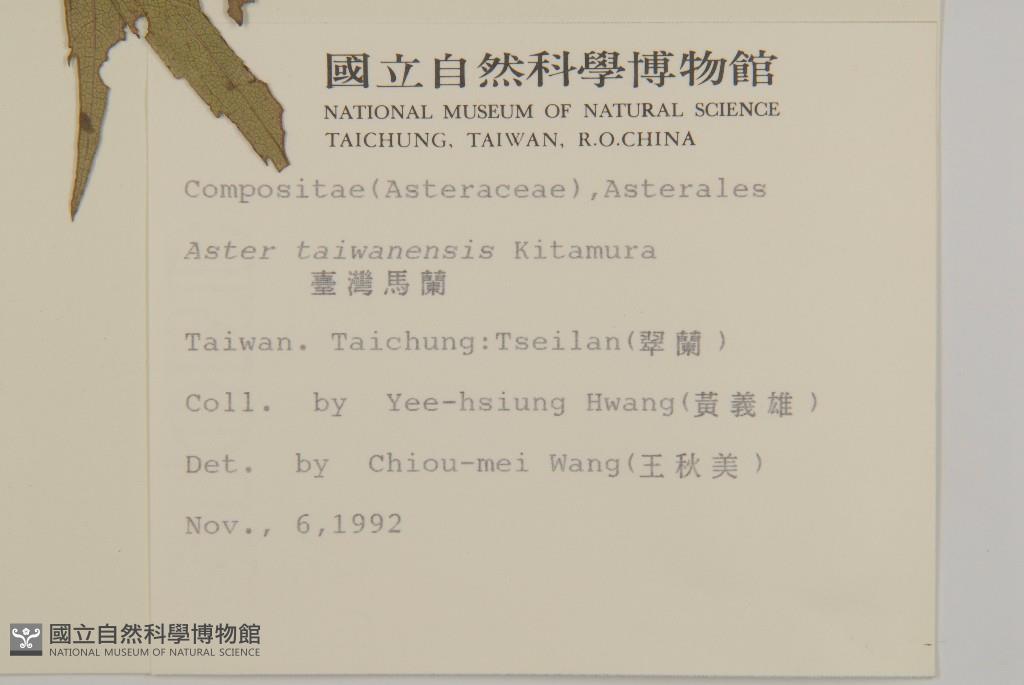 國立自然科學博物館
NATIONAL MUSEUM OF NATURAL SCIENCE
TAICHUNG, TAIWAN, R.O.CHINA
Compositae(Asteraceae),Asterales
Aster taiwanensis Kitamura
臺灣馬蘭
Taiwan. Taichung:Tseilan(翠蘭)
Coll. by Yee-hsiung Hwang(黃義雄)
Det. by Chiou-mei Wang(王秋美)
Nov., 6,1992
國立自然科學博物館
NATIONAL MUSEUM OF NATURAL SCIENCE